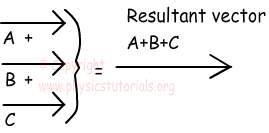 Resultant vector
A + A+B+C
B + =
C
© Copyright
www.physicstutorials.org